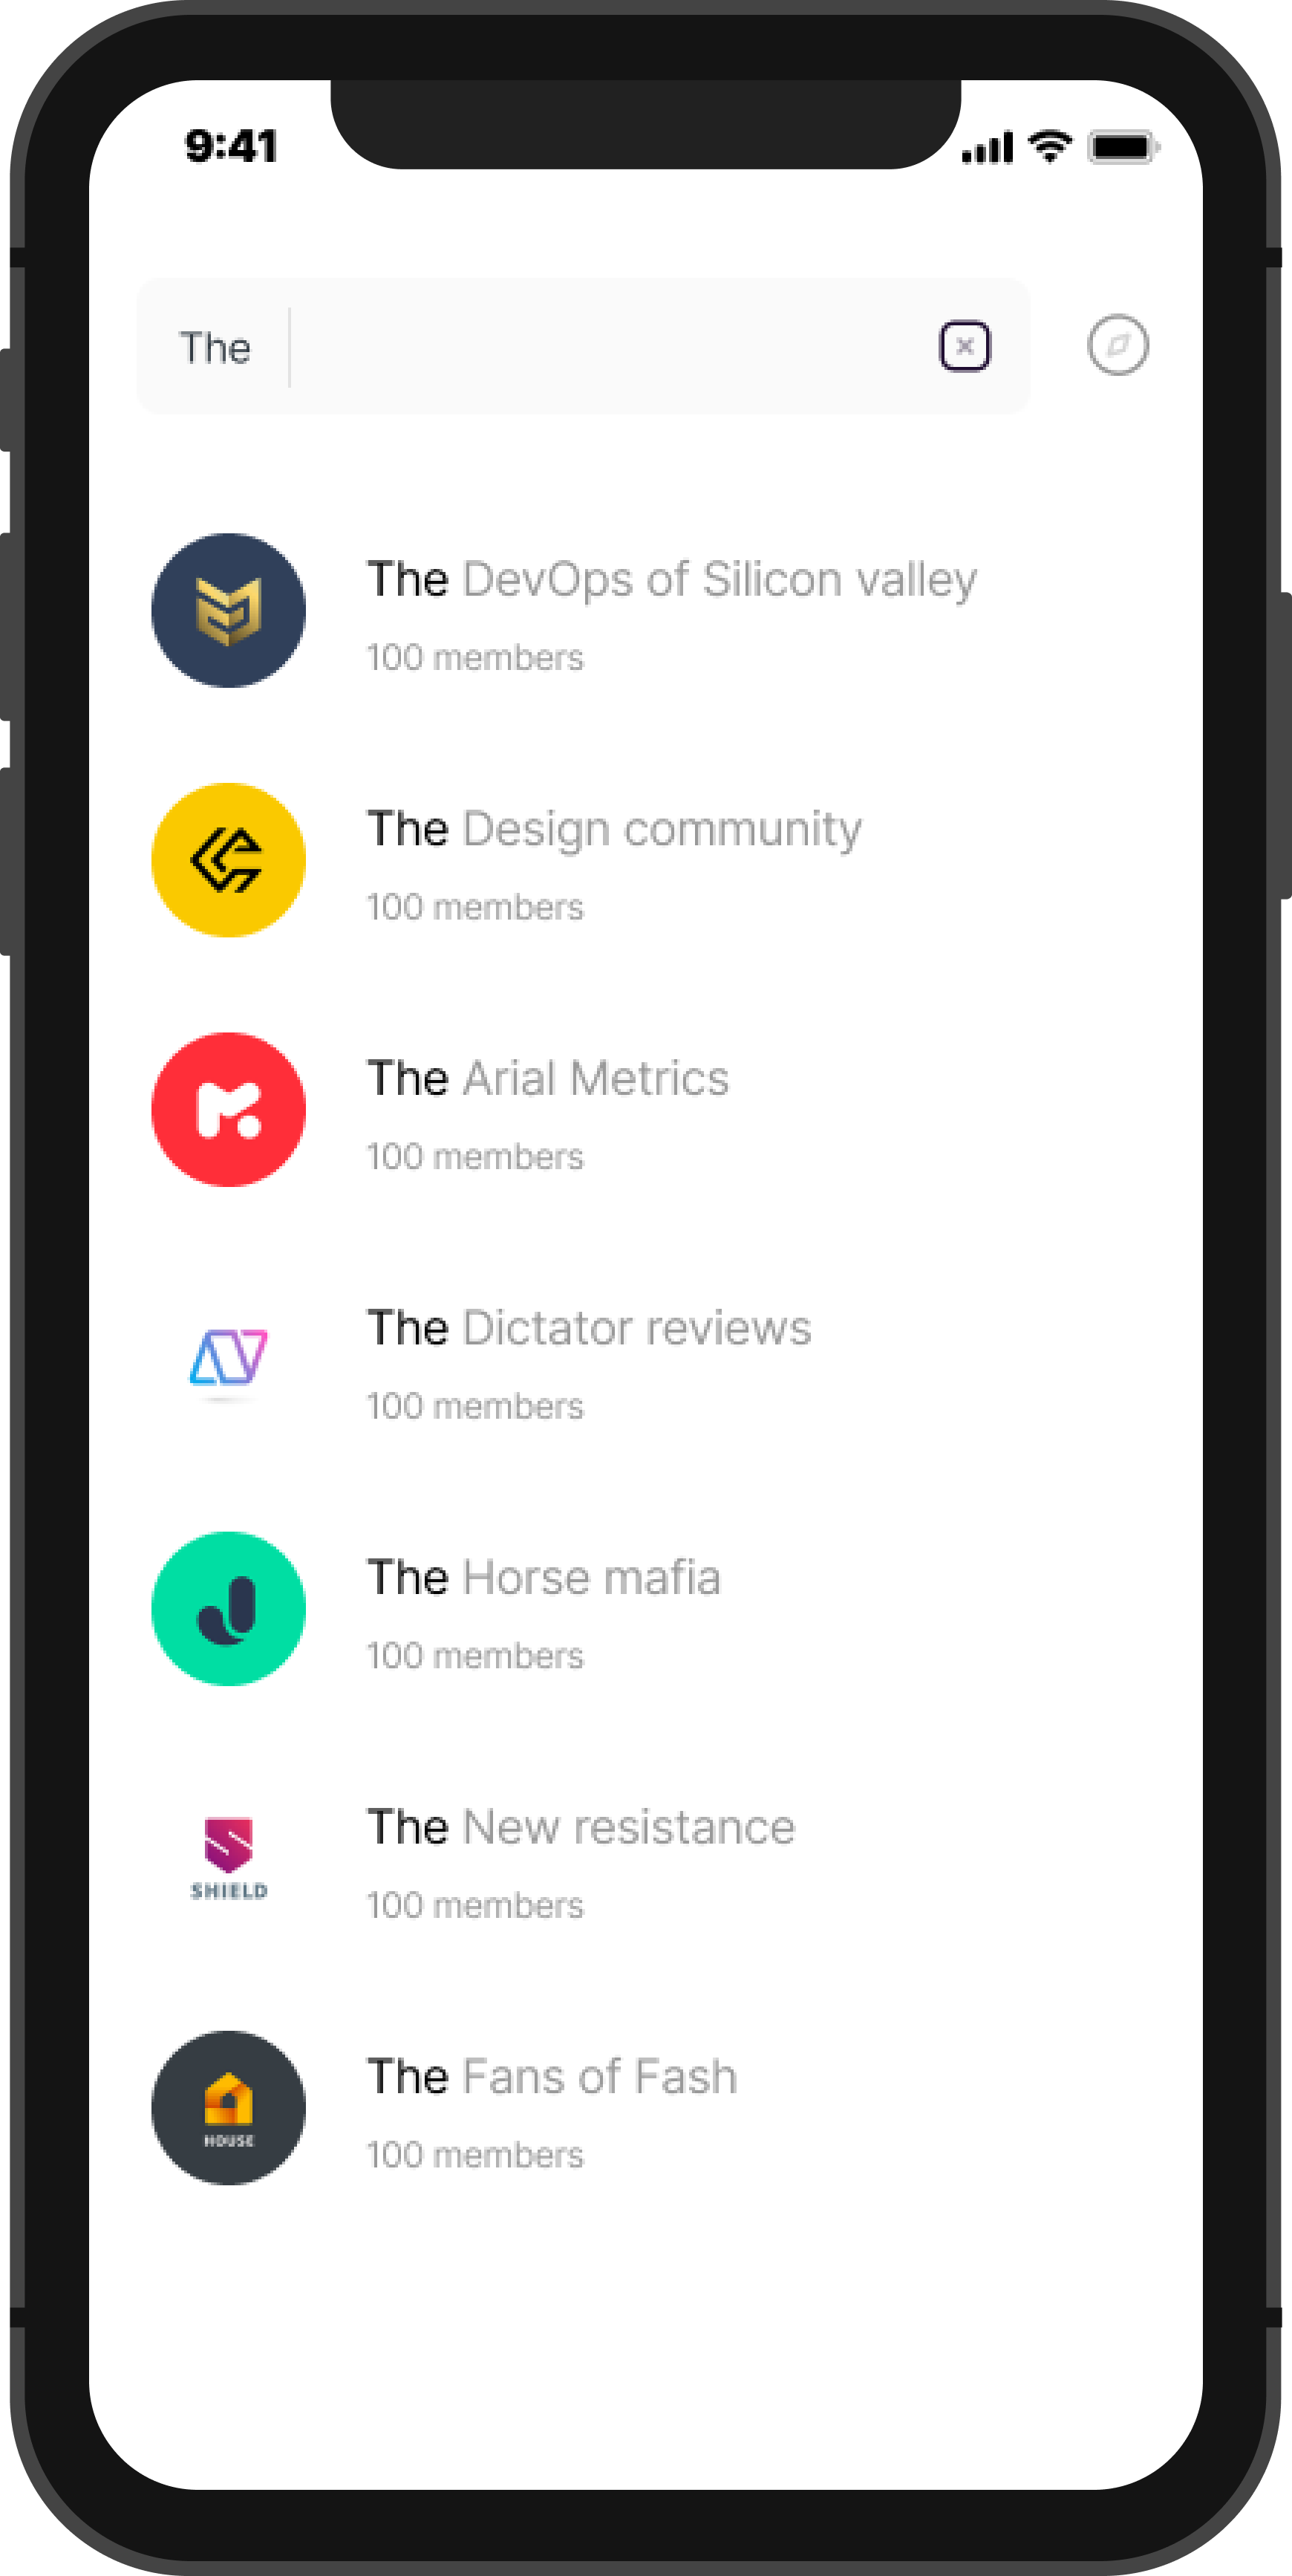 9:41
The
The DevOps of Silicon valley
100 members
The Design community
100 members
The Arial Metrics
100 members
The Dictator reviews
100 members
The Horse mafia
100 members
The New resistance
100 members
SHIELD
The Fans of Fash
100 members
HOUSE